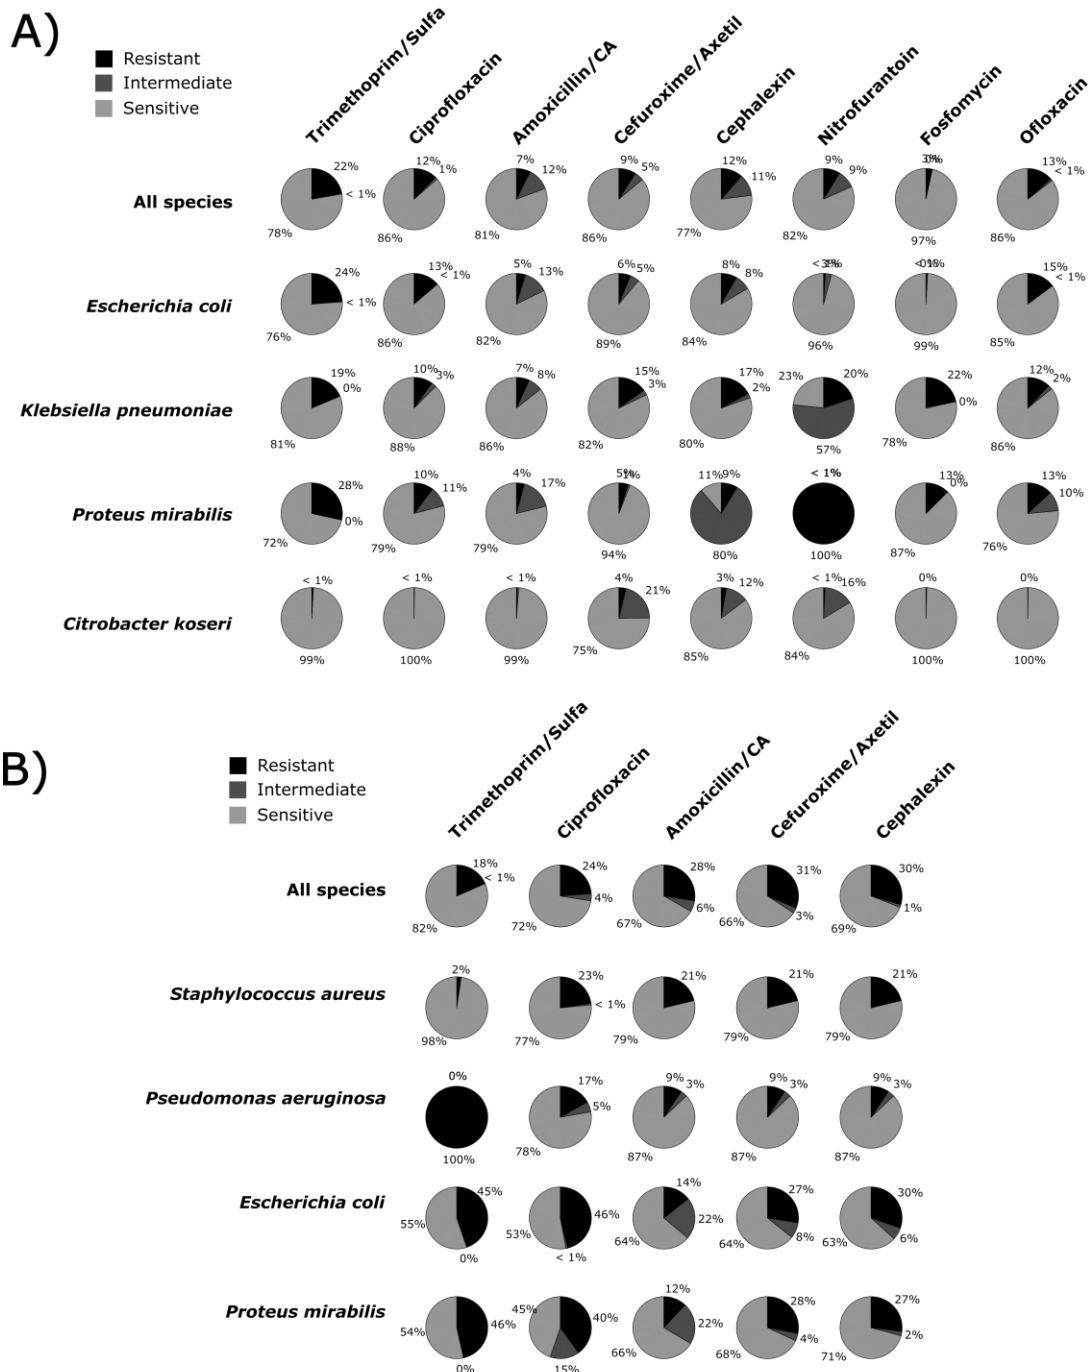 A)
Resistant
Intermediate
Sensitive
Trimethoprim/Sulfa
Ciprofloxacin
Amoxicillin/CA
Cefuroxime/Axetil
Cephalexin
Nitrofurantoin
Fosfomycin
Ofloxacin
All species
22% < 1% 78%
12% 1% 86%
7% 12% 81%
9% 5% 86%
12% 11% 77%
9% 9% 82%
3% 0% 97%
13% < 1% 86%
Escherichia coli
24% < 1% 76%
13% < 1% 86%
5% 13% 82%
6% 5% 89%
8% 8% 84%
96%
99%
15% < 1% 85%
Klebsiella pneumoniae
19% 0% 81%
10% 3% 88%
7% 8% 86%
15% 3% 82%
17% 2% 80%
23% 20% 57%
22% 0% 78%
12% 2% 86%
Proteus mirabilis
28% 0% 72%
10% 11% 79%
4% 17% 79%
5% 1% 94%
11% 9% 80%
< 1% 100%
13% 0% 87%
13% 10% 76%
Citrobacter koseri
< 1% 99%
< 1% 100%
< 1% 99%
4% 21% 75%
3% 12% 85%
< 1% 16% 84%
0% 100%
0% 100%
B)
Resistant
Intermediate
Sensitive
Trimethoprim/Sulfa
Ciprofloxacin
Amoxicillin/CA
Cefuroxime/Axetil
Cephalexin
All species
18% < 1% 82%
24% 4% 72%
28% 6% 67%
31% 3% 66%
30% 1% 69%
Staphylococcus aureus
2% 98%
23% < 1% 77%
21% 79%
21% 79%
21% 79%
Pseudomonas aeruginosa
0% 100%
17% 5% 78%
9% 3% 87%
9% 3% 87%
9% 3% 87%
Escherichia coli
45% 55% 0%
46% 53% < 1%
14% 22% 64%
27% 8% 64%
30% 6% 63%
Proteus mirabilis
54% 46% 0%
45% 40% 15%
12% 22% 66%
28% 4% 68%
27% 2% 71%